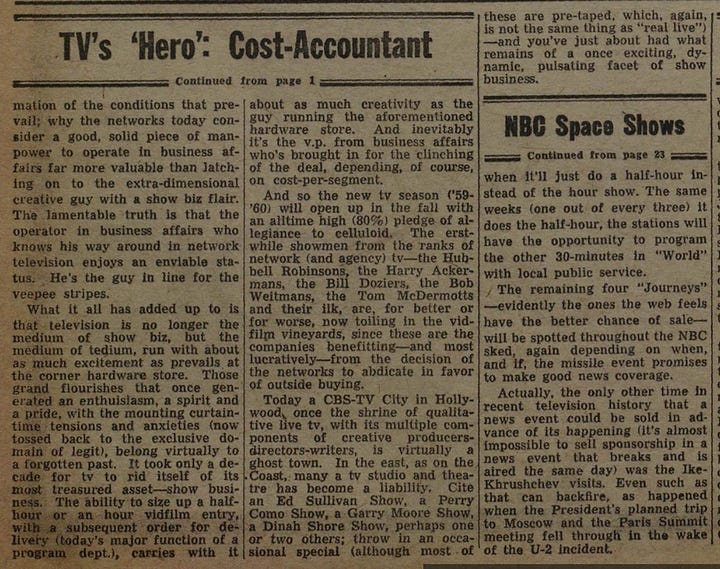 TV's 'Hero': Cost-Accountant
Continued from page 1
mation of the conditions that pre-
vail; why the networks today con-
sider a good, solid piece of man-
power to operate in business af-
fairs far more valuable than latch-
ing on to the extra-dimensional
creative guy with a show biz flair.
The lamentable truth is that the
operator in business affairs who
knows his way around in network
television enjoys an enviable sta-
tus. He's the guy in line for the
veepee stripes.
What it all has added up to is
that television is no longer the
medium of show biz, but the
medium of tedium, run with about
as much excitement as prevails at
the corner hardware store. Those
grand flourishes that once gen-
erated an enthusiasm, a spirit and
a pride, with the mounting curtain-
time tensions and anxieties (now
tossed back to the exclusive do-
main of legit), belong virtually to
a forgotten past. It took only a de-
cade for tv to rid itself of its
most treasured asset—show busi-
ness. The ability to size up a half-
hour or an hour vidfilm entry,
with a subsequent order for de-
livery (today's major function of a
program dept.), carries with it
about as much creativity as the
guy running the aforementioned
hardware store. And inevitably
it's the v.p. from business affairs
who's brought in for the clinching
of the deal, depending, of course,
on cost-per-segment.
And so the new tv season ('59-
'60) will open up in the fall with
an alltime high (80%) pledge of al-
legiance to celluloid. The erst-
while showmen from the ranks of
network (and agency) tv—the Hub-
bell Robinsons, the Harry Acker-
mans, the Bill Doziers, the Bob
Weitmans, the Tom McDermotts
and their ilk, are, for better or
for worse, now toiling in the vid-
film vineyards, since these are the
companies benefitting—and most
lucratively—from the decision of
the networks to abdicate in favor
of outside buying.
Today a CBS-TV City in Holly-
wood, once the shrine of qualita-
tive live tv, with its multiple com-
ponents of creative producers-
directors-writers, is virtually a
ghost town. In the east, as on the
Coast, many a tv studio and thea-
tre has become a liability. Cite
an Ed Sullivan Show, a Perry
Como Show, a Garry Moore Show,
a Dinah Shore Show, perhaps one
or two others; throw in an occa-
sional special (although most of
these are pre-taped, which, again,
is not the same thing as "real live")
—and you've just about had what
remains of a once exciting, dy-
namic, pulsating facet of show
business.
NBC Space Shows
Continued from page 23
when it'll just do a half-hour in-
stead of the hour show. The same
weeks (one out of every three) it
does the half-hour, the stations will
have the opportunity to program
the other 30-minutes in "World"
with local public service.
The remaining four "Journeys"
—evidently the ones the web feels
have the better chance of sale—
will be spotted throughout the NBC
sked, again depending on when,
and if, the missile event promises
to make good news coverage.
Actually, the only other time in
recent television history that a
news event could be sold in ad-
vance of its happening (it's almost
impossible to sell sponsorship in a
news event that breaks and is
aired the same day) was the Ike-
Khrushchev visits. Even such as
that can backfire, as happened
when the President's planned trip
to Moscow and the Paris Summit
meeting fell through in the wake
of the U-2 incident.